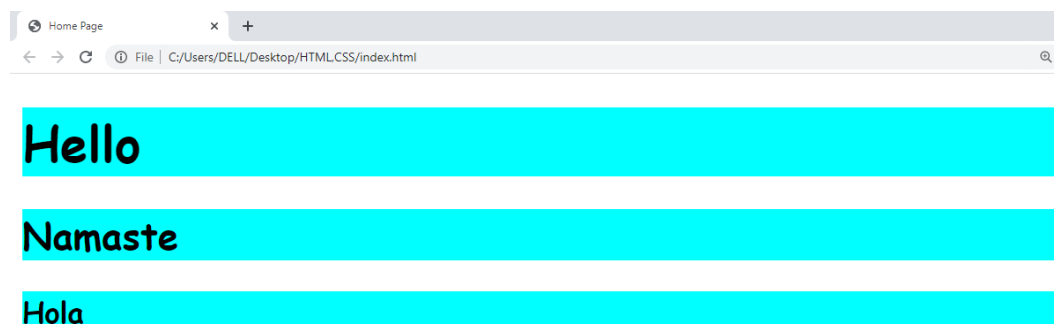 Home Page
File C:/Users/DELL/Desktop/HTML.CSS/index.html
Hello
Namaste
Hola